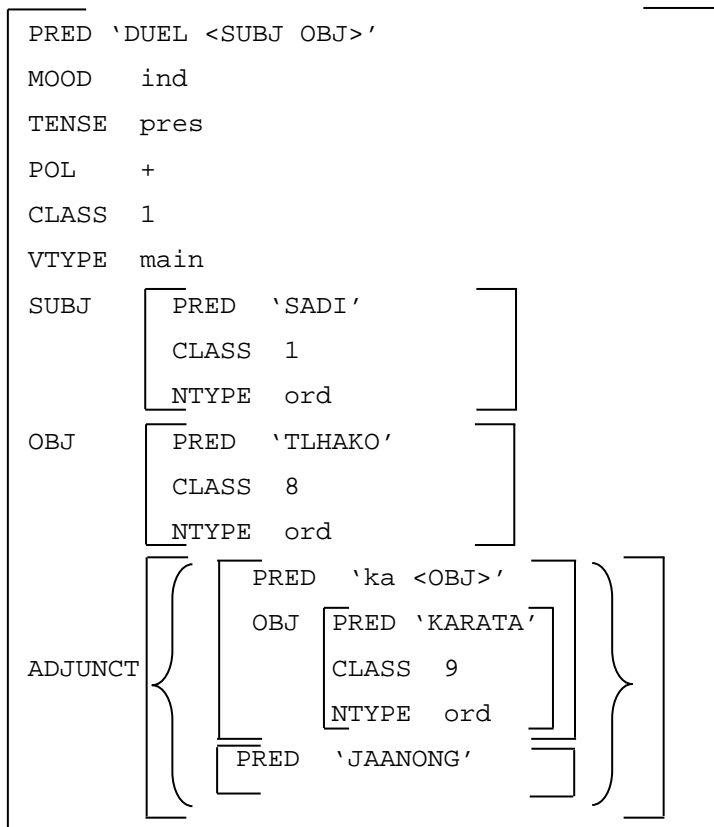 PRED ‘DUEL <SUBJ OBJ>’
MOOD ind
TENSE pres
POL +
CLASS 1
VTYPE main
SUBJ PRED ‘SADI’
CLASS 1
NTYPE ord
OBJ PRED ‘TLHAKO’
CLASS 8
NTYPE ord
PRED ‘ka <OBJ>’
OBJ PRED ‘KARATA’
ADJUNCT CLASS 9
NTYPE ord
PRED ‘JAANONG’